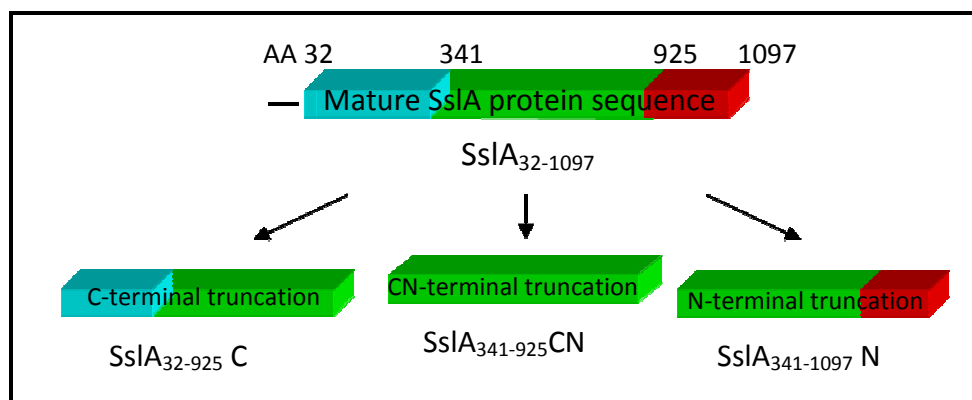 AA 32 341 925 1097
Mature SslA protein sequence
SslA32-1097
C-terminal truncation CN-terminal truncation N-terminal truncation
SslA32-925 C SslA341-925CN SslA341-1097 N